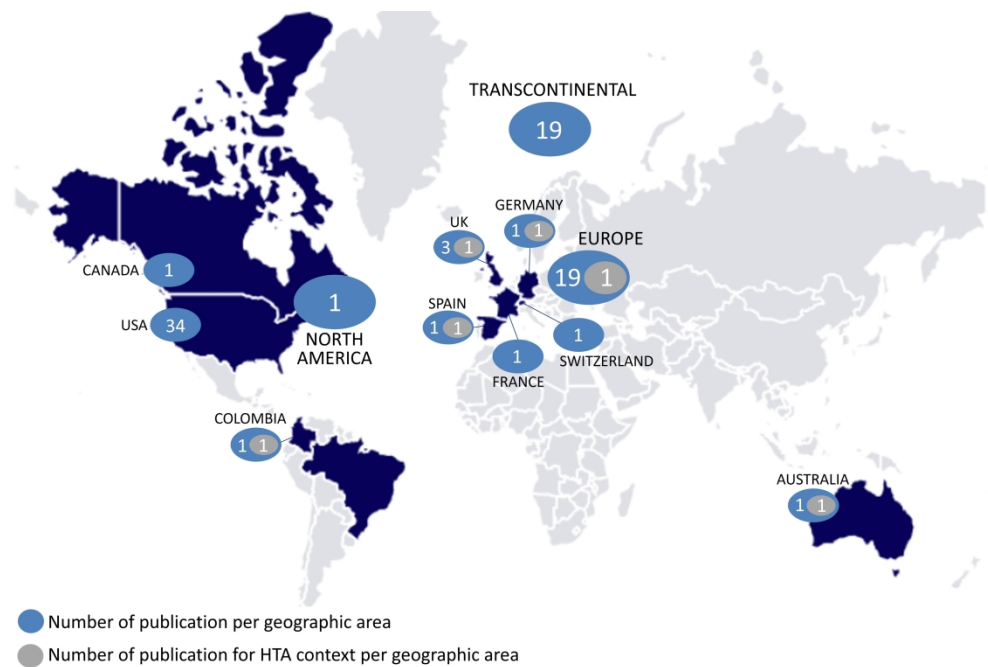 TRANSCONTINENTAL
19
GERMANY
1 1
UK
3 1
EUROPE
19 1
CANADA
1
1
NORTH
AMERICA
USA
34
SPAIN
1 1
1
FRANCE
1
SWITZERLAND
COLOMBIA
1 1
AUSTRALIA
1 1
Number of publication per geographic area
Number of publication for HTA context per geographic area